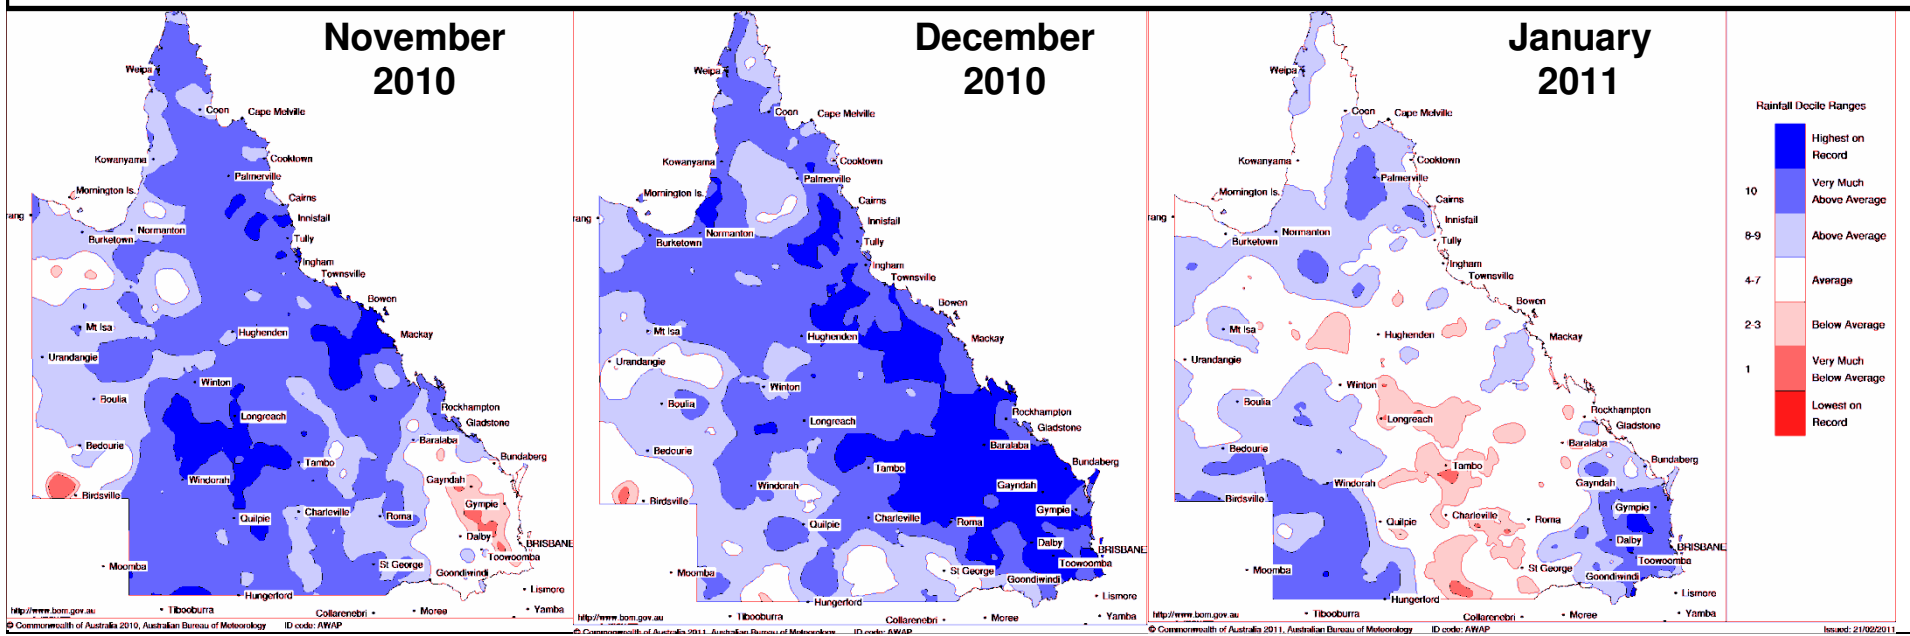 November
2010
Weipa
Coen
Cape Melville
Kowanyama
Cooktown
Palmerville
Mornington Is.
Cairns
rang
Innisfail
Normanton
Burketown
Tully
Ingham
Townsville
Bowen
Mt Isa
Hughenden
Mackay
Urandangie
Winton
Boulia
Longreach
Rockhampton
Gladstone
Bedourie
Baralaba
Tambo
Bundaberg
Windorah
Gayndah
Birdsville
Gympie
Quilpie
Charleville
Roma
Dalby
BRISBANE
Toowoomba
Moomba
St George
Goondiwindi
Hungerford
Lismore
http://www.bom.gov.au
Tibooburra
Collarenebri
Moree
Yamba
© Commonwealth of Australia 2010, Australian Bureau of Meteorology ID code: AWAP
December
2010
Weipa
Coen
Cape Melville
Kowanyama
Cooktown
Palmerville
Mornington Is.
Cairns
rang
Innisfail
Normanton
Burketown
Tully
Ingham
Townsville
Bowen
Mt Isa
Hughenden
Mackay
Urandangie
Winton
Boulia
Longreach
Rockhampton
Gladstone
Bedourie
Baralaba
Tambo
Bundaberg
Windorah
Gayndah
Birdsville
Gympie
Quilpie
Charleville
Roma
Dalby
BRISBANE
Toowoomba
Moomba
St George
Goondiwindi
Hungerford
Lismore
http://www.bom.gov.au
Tibooburra
Collarenebri
Moree
Yamba
© Commonwealth of Australia 2011, Australian Bureau of Meteorology ID code: AWAP
January
2011
Weipa
Coen
Cape Melville
Kowanyama
Cooktown
Palmerville
Mornington Is.
Cairns
rang
Innisfail
Normanton
Burketown
Tully
Ingham
Townsville
Bowen
Mt Isa
Hughenden
Mackay
Urandangie
Winton
Boulia
Longreach
Rockhampton
Gladstone
Bedourie
Baralaba
Tambo
Bundaberg
Windorah
Gayndah
Birdsville
Gympie
Quilpie
Charleville
Roma
Dalby
BRISBANE
Toowoomba
Moomba
St George
Goondiwindi
Hungerford
Lismore
http://www.bom.gov.au
Tibooburra
Collarenebri
Moree
Yamba
© Commonwealth of Australia 2011, Australian Bureau of Meteorology ID code: AWAP
Issued: 21/02/2011
Rainfall Decile Ranges
Highest on
Record
10 Very Much
Above Average
8-9 Above Average
4-7 Average
2-3 Below Average
1 Very Much
Below Average
Lowest on
Record